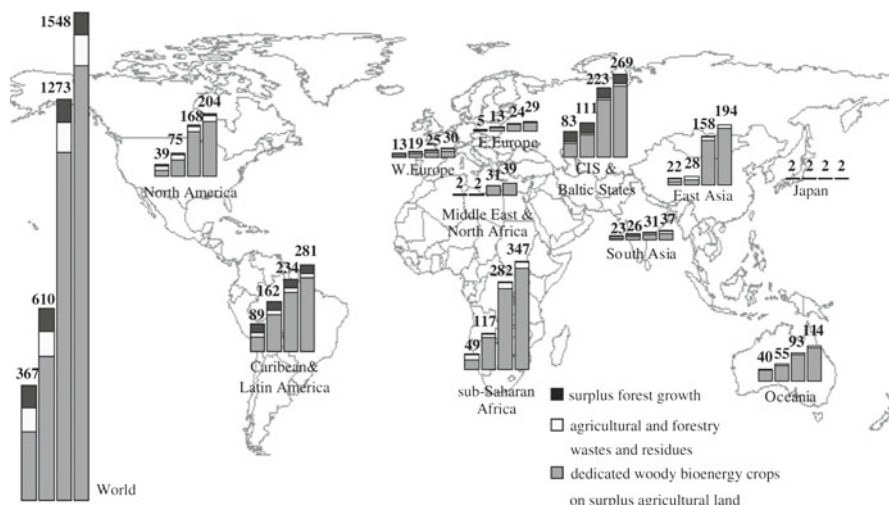 1548
1273
610
367
World
39 75 168 204
North America
89 162 234 281
Caribean&
Latin America
13 19 25 30
W.Europe
5 13 24 29
E.Europe
2 2 31 39
Middle East &
North Africa
83 111 223 269
CIS &
Baltic States
49 117 282 347
sub-Saharan
Africa
22 28 158 194
East Asia
2 2 2 2
Japan
23 26 31 37
South Asia
40 55 93 114
Oceania
surplus forest growth
agricultural and forestry
wastes and residues
dedicated woody bioenergy crops
on surplus agricultural land